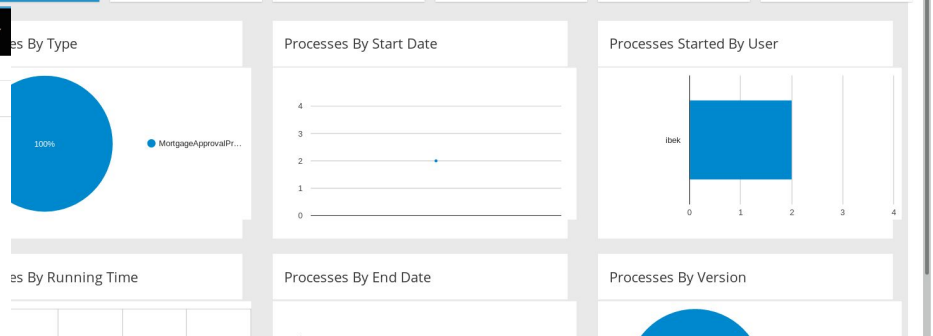 es By Type
Processes By Start Date
Processes Started By User
100%
MortgageApprovalPr...
4
3
2
1
0
ibek
0 1 2 3 4
es By Running Time
Processes By End Date
Processes By Version